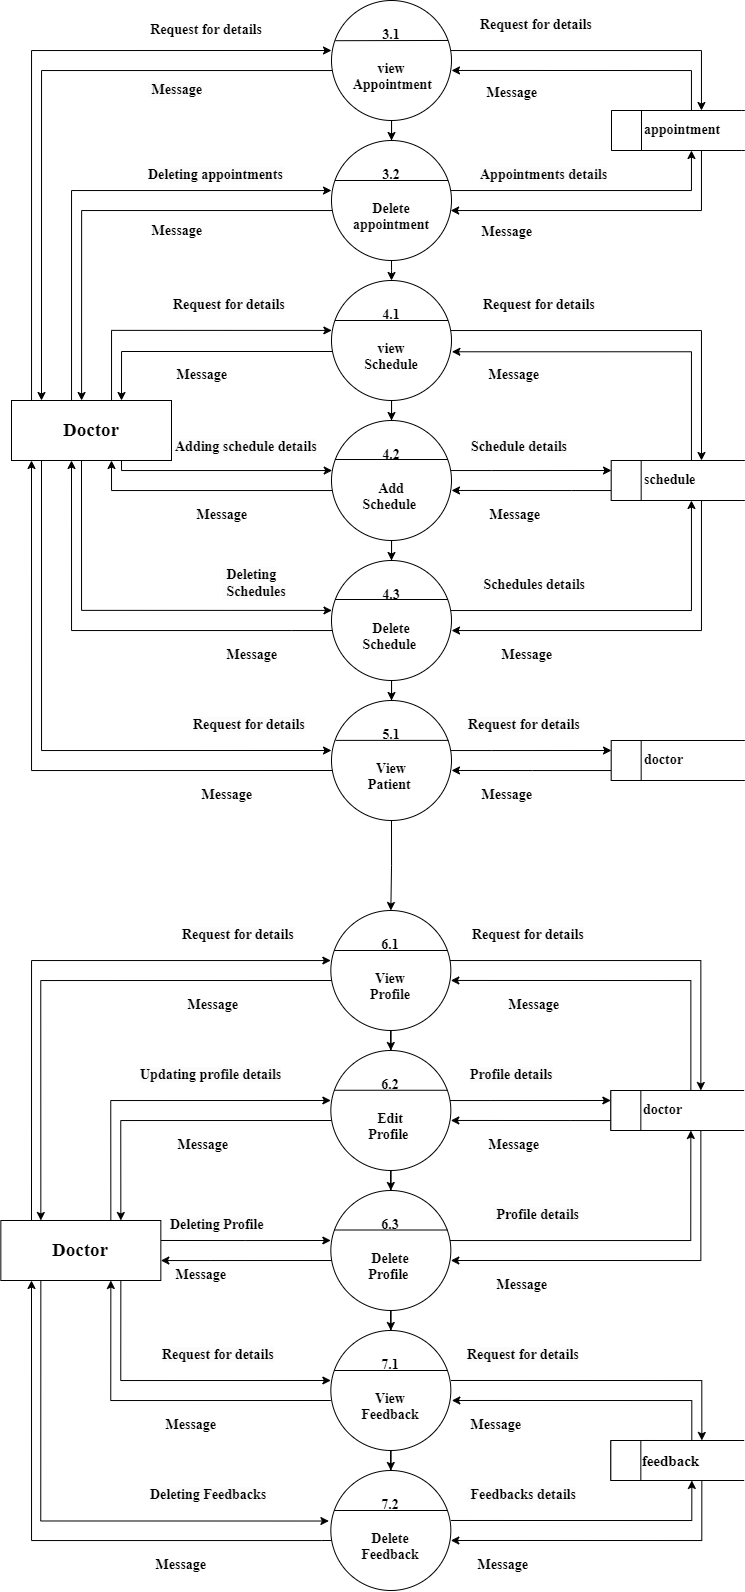 Request for details
3.1
Request for details
view
Appointment
Message
Message
appointment
Deleting appointments
3.2
Appointments details
Delete
appointment
Message
Message
Request for details
4.1
Request for details
view
Schedule
Message
Message
Doctor
Adding schedule details
4.2
Schedule details
schedule
Add
Schedule
Message
Message
Deleting
Schedules
4.3
Schedules details
Delete
Schedule
Message
Message
Request for details
5.1
Request for details
View
Patient
doctor
Message
Message
Request for details
6.1
Request for details
View
Profile
Message
Message
Updating profile details
6.2
Profile details
Edit
Profile
doctor
Message
Message
Deleting Profile
6.3
Profile details
Doctor
Delete
Profile
Message
Message
Request for details
7.1
Request for details
View
Feedback
Message
Message
feedback
Deleting Feedbacks
7.2
Feedbacks details
Delete
Feedback
Message
Message